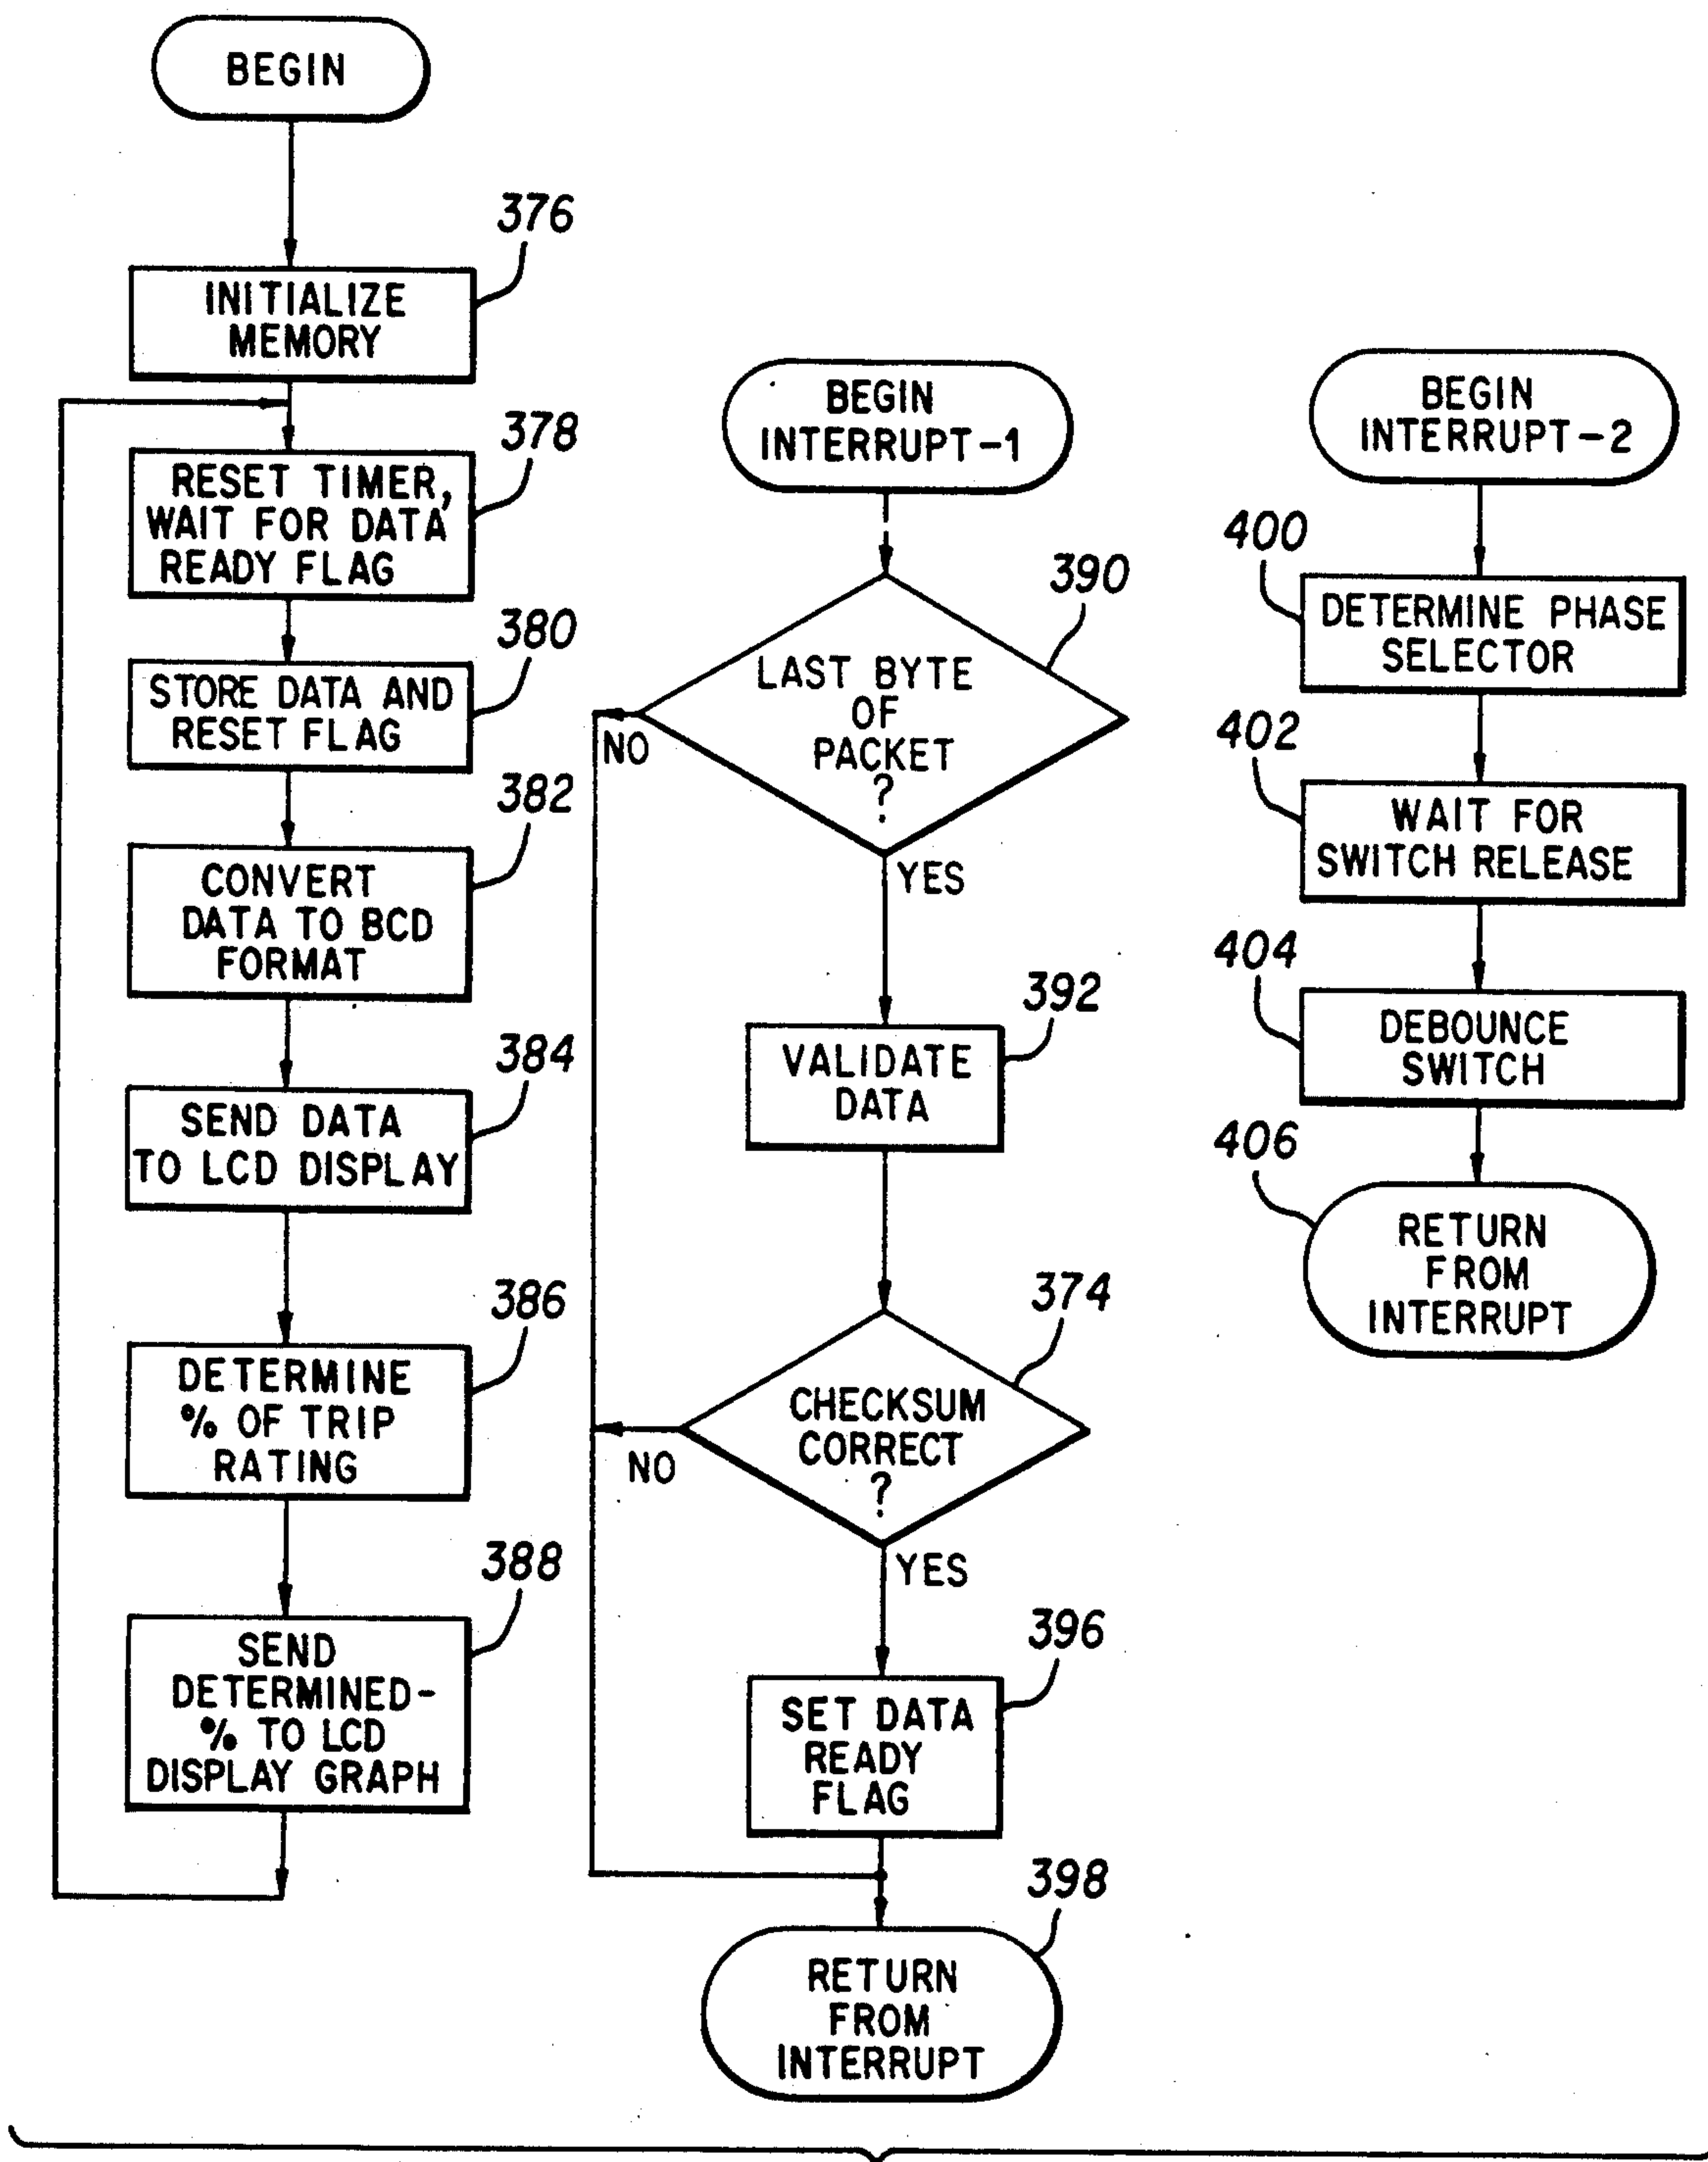 BEGIN
376
INITIALIZE
MEMORY
378
RESET TIMER,
WAIT FOR DATA
READY FLAG
380
STORE DATA AND
RESET FLAG
382
CONVERT
DATA TO BCD
FORMAT
384
SEND DATA
TO LCD DISPLAY
386
DETERMINE
% OF TRIP
RATING
388
SEND
DETERMINED-
% TO LCD
DISPLAY GRAPH
BEGIN
INTERRUPT-1
390
LAST BYTE
OF
PACKET
?
NO
YES
392
VALIDATE
DATA
374
CHECKSUM
CORRECT
?
NO
YES
396
SET DATA
READY
FLAG
398
RETURN
FROM
INTERRUPT
BEGIN
INTERRUPT-2
400
DETERMINE PHASE
SELECTOR
402
WAIT FOR
SWITCH RELEASE
404
DEBOUNCE
SWITCH
406
RETURN
FROM
INTERRUPT